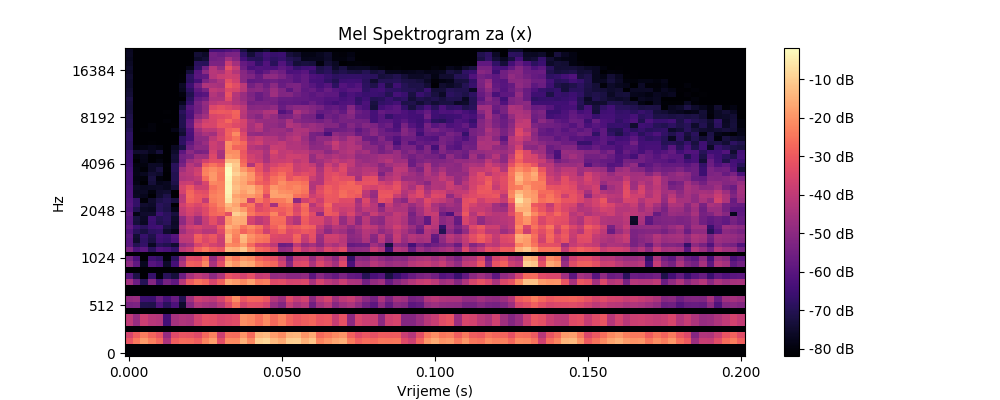 Mel Spektrogram za (x)
Hz
16384
8192
4096
2048
1024
512
0
0.000 0.050 0.100 0.150 0.200
Vrijeme (s)
-10 dB
-20 dB
-30 dB
-40 dB
-50 dB
-60 dB
-70 dB
-80 dB